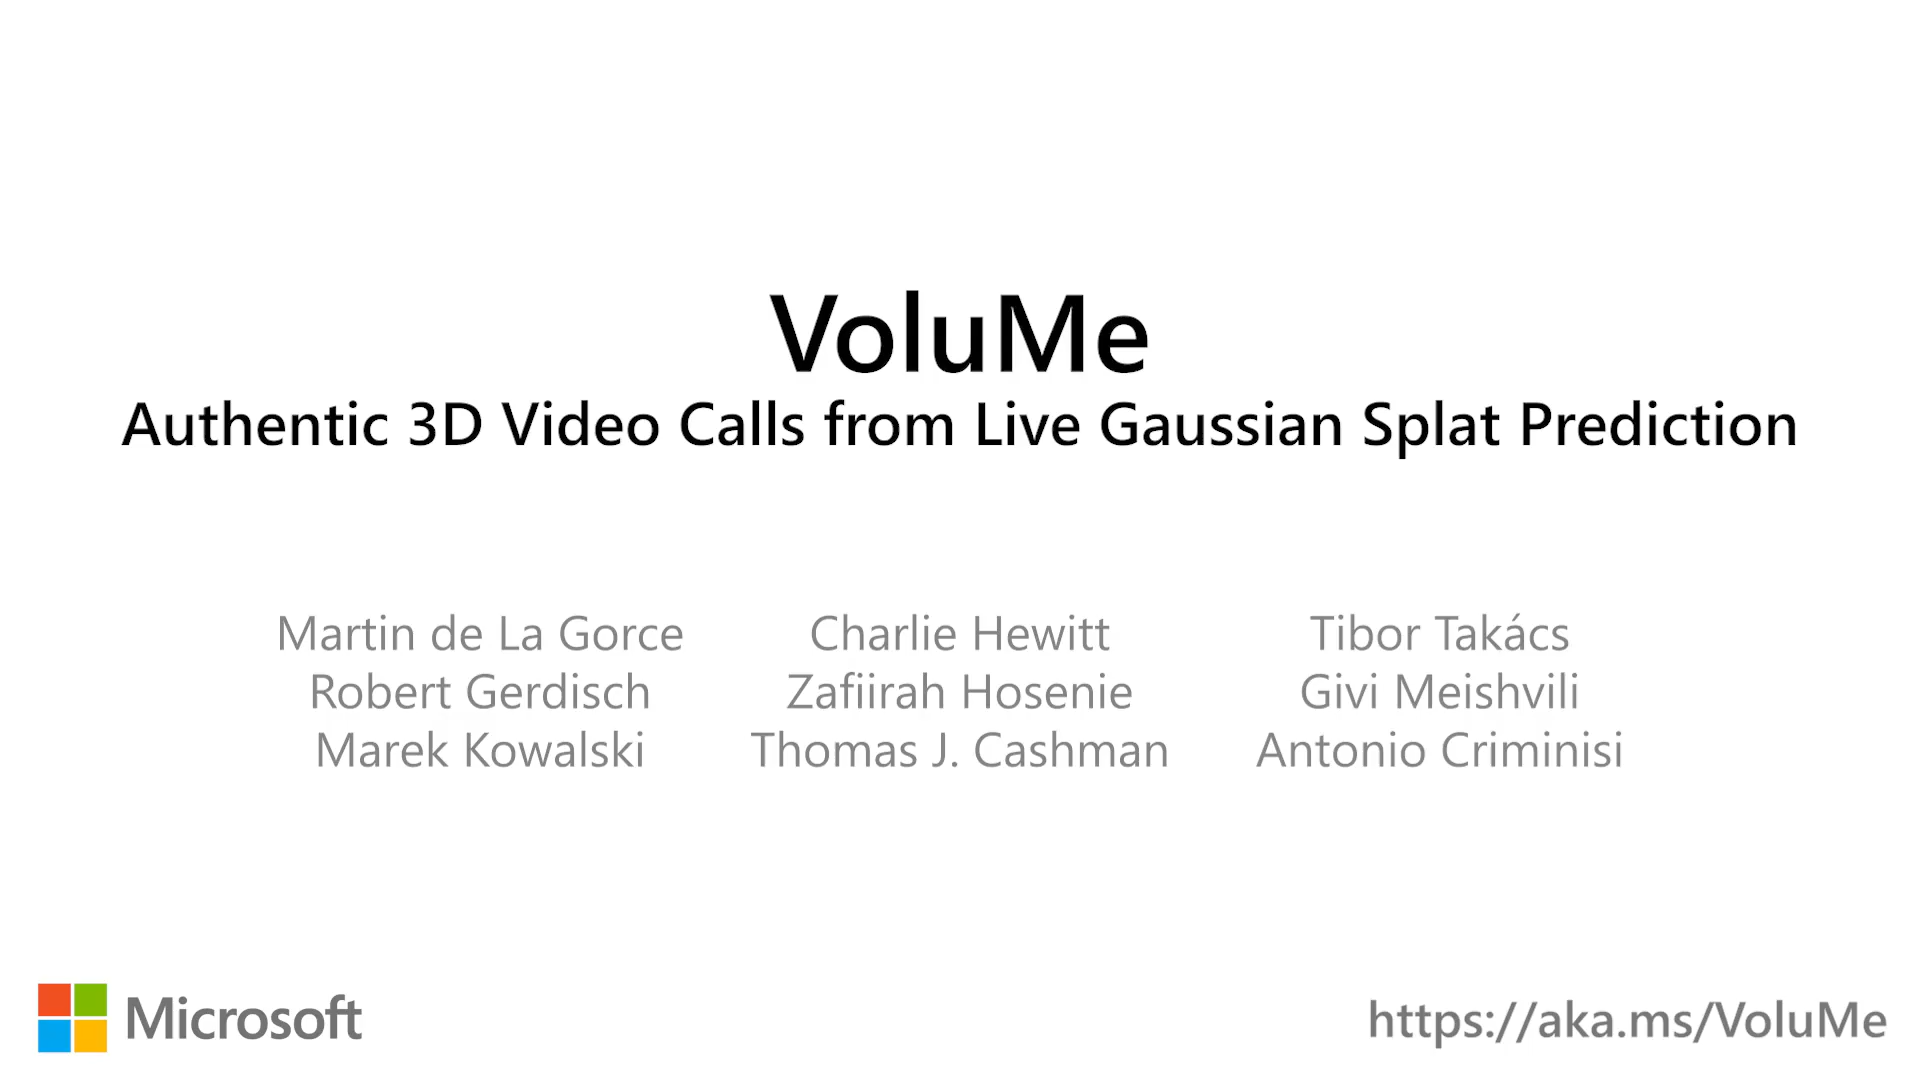 VoluMe
Authentic 3D Video Calls from Live Gaussian Splat Prediction
Martin de La Gorce
Robert Gerdisch
Marek Kowalski
Charlie Hewitt
Zafiirah Hosenie
Thomas J. Cashman
Tibor Takács
Givi Meishvili
Antonio Criminisi
Microsoft
https://aka.ms/VoluMe